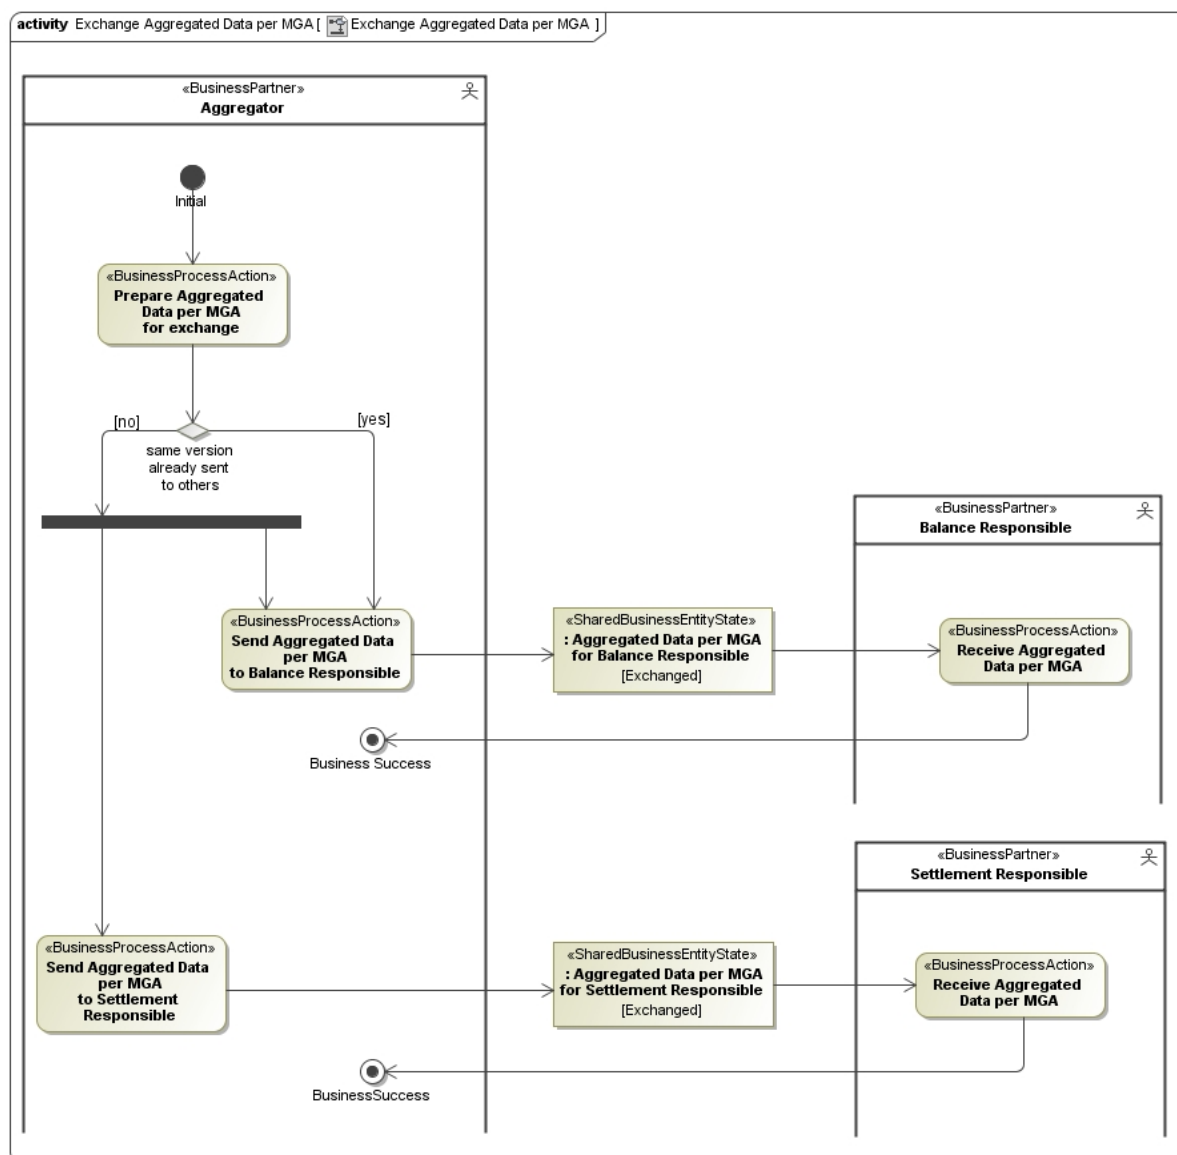 activity Exchange Aggregated Data per MGA [ Exchange Aggregated Data per MGA ]
«BusinessPartner»
Aggregator
Initial
«BusinessProcessAction»
Prepare Aggregated
Data per MGA
for exchange
[no]
[yes]
same version
already sent
to others
«BusinessPartner»
Balance Responsible
«BusinessProcessAction»
Send Aggregated Data
per MGA
to Balance Responsible
«SharedBusinessEntityState»
: Aggregated Data per MGA
for Balance Responsible
[Exchanged]
«BusinessProcessAction»
Receive Aggregated
Data per MGA
Business Success
«BusinessPartner»
Settlement Responsible
«BusinessProcessAction»
Send Aggregated Data
per MGA
to Settlement
Responsible
«SharedBusinessEntityState»
: Aggregated Data per MGA
for Settlement Responsible
[Exchanged]
«BusinessProcessAction»
Receive Aggregated
Data per MGA
BusinessSuccess